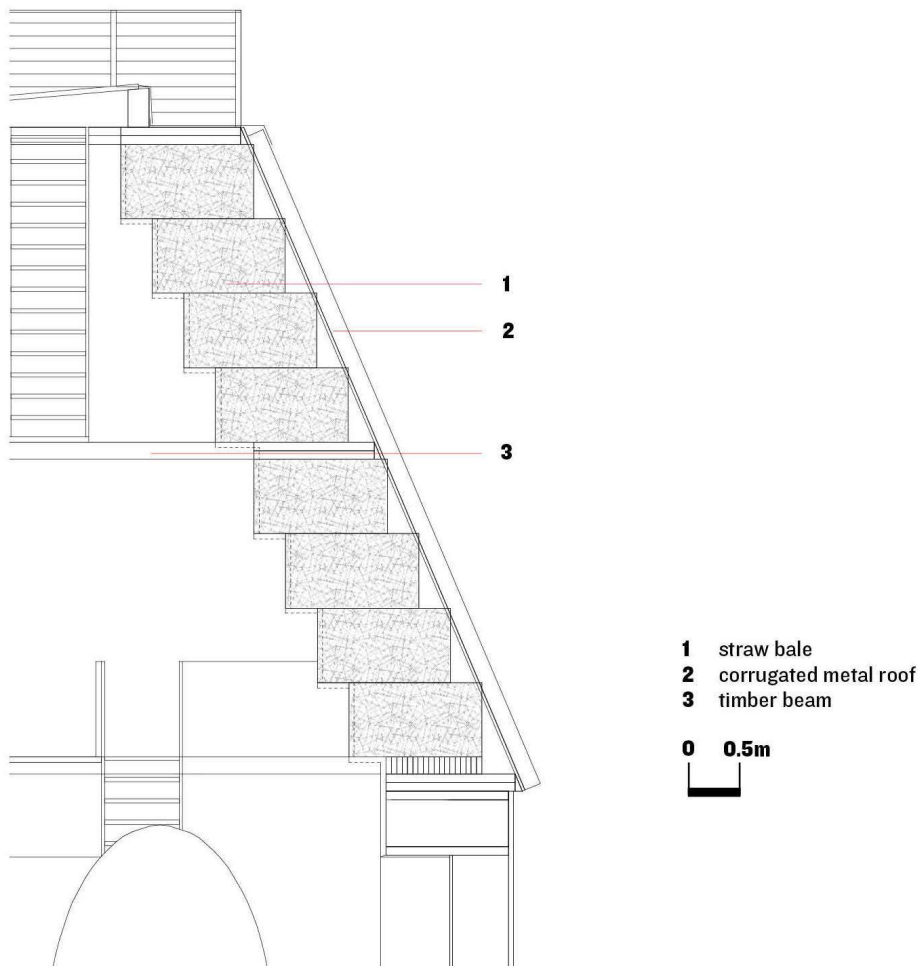 1
2
3
1 straw bale
2 corrugated metal roof
3 timber beam
0 0.5m